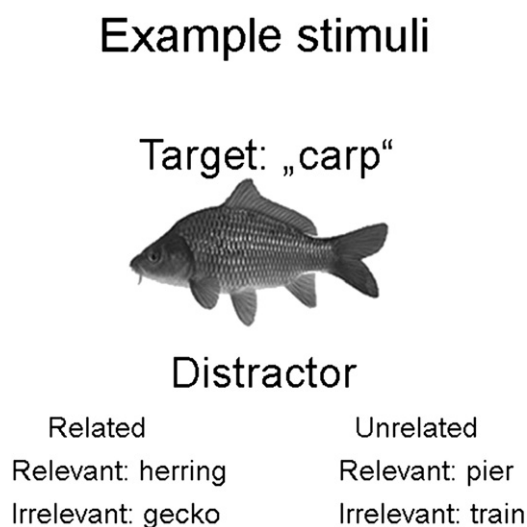 Example stimuli
Target: „carp“
Distractor
Related
Relevant: herring
Irrelevant: gecko
Unrelated
Relevant: pier
Irrelevant: train